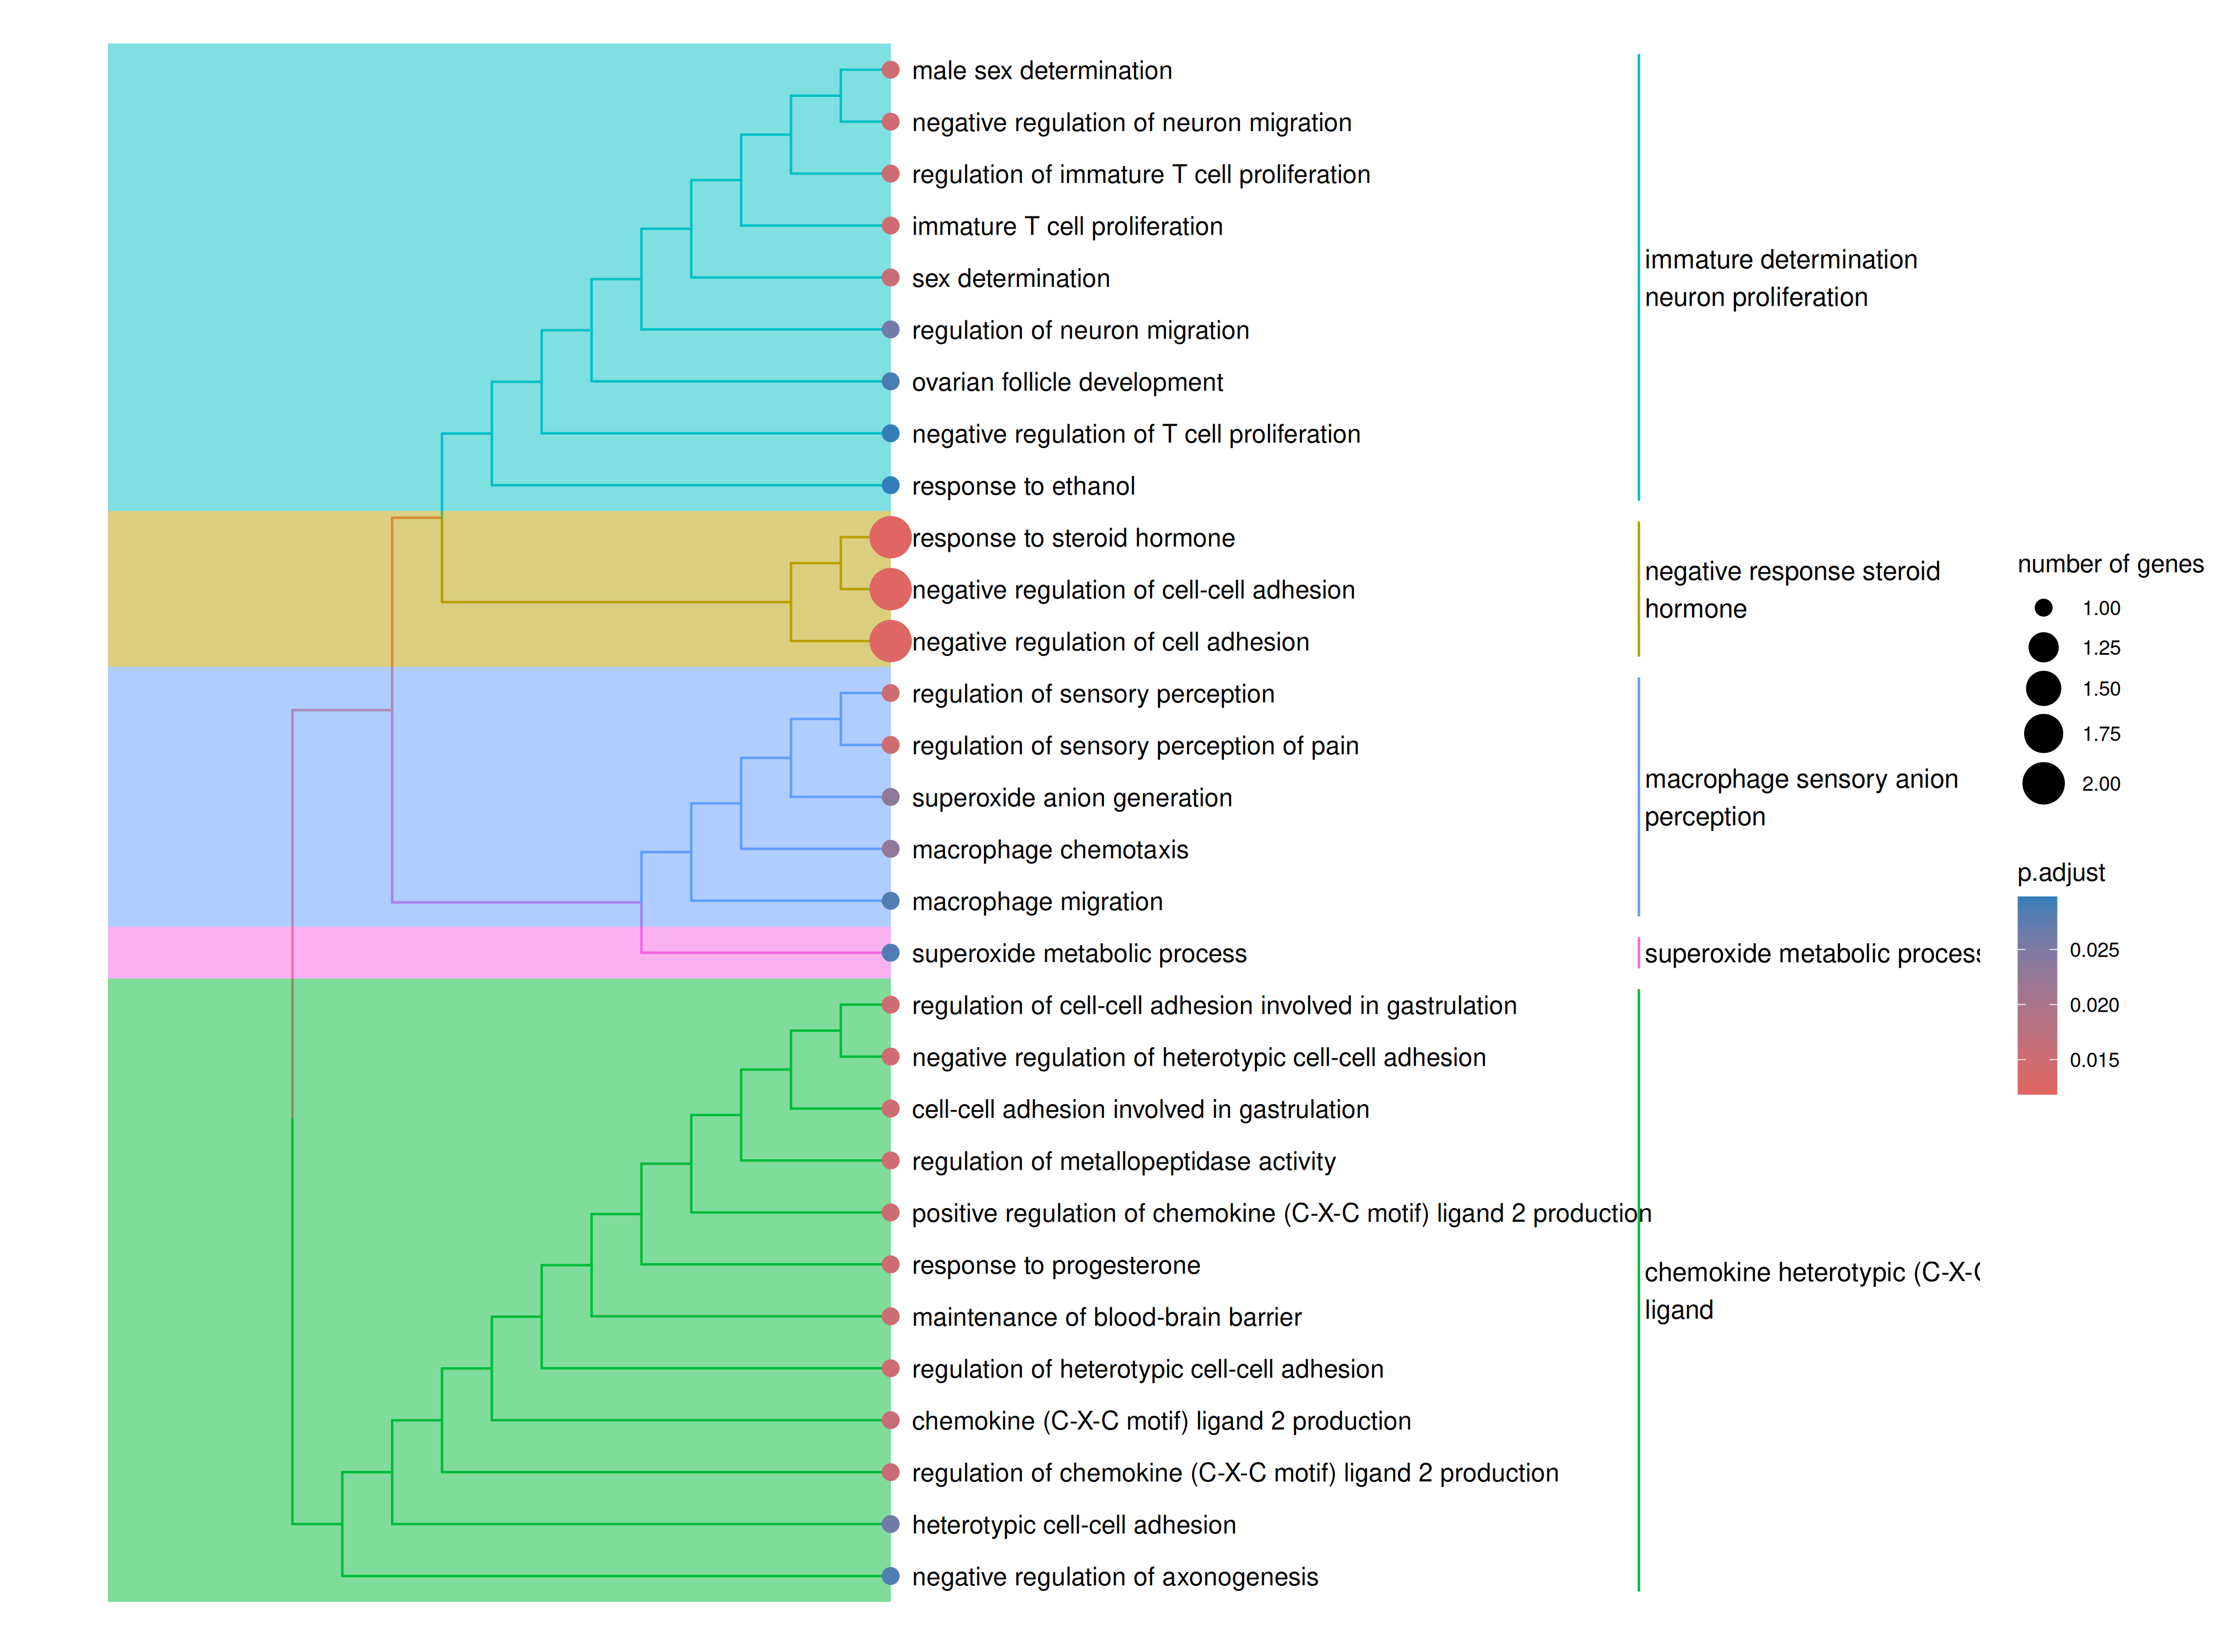 male sex determination
negative regulation of neuron migration
regulation of immature T cell proliferation
immature T cell proliferation
sex determination
regulation of neuron migration
ovarian follicle development
negative regulation of T cell proliferation
response to ethanol
response to steroid hormone
negative regulation of cell-cell adhesion
negative regulation of cell adhesion
regulation of sensory perception
regulation of sensory perception of pain
superoxide anion generation
macrophage chemotaxis
macrophage migration
superoxide metabolic process
regulation of cell-cell adhesion involved in gastrulation
negative regulation of heterotypic cell-cell adhesion
cell-cell adhesion involved in gastrulation
regulation of metallopeptidase activity
positive regulation of chemokine (C-X-C motif) ligand 2 production
response to progesterone
maintenance of blood-brain barrier
regulation of heterotypic cell-cell adhesion
chemokine (C-X-C motif) ligand 2 production
regulation of chemokine (C-X-C motif) ligand 2 production
heterotypic cell-cell adhesion
negative regulation of axonogenesis
immature determination
neuron proliferation
negative response steroid
hormone
macrophage sensory anion
perception
superoxide metabolic process
chemokine heterotypic (C-X-C
ligand
number of genes
1.00
1.25
1.50
1.75
2.00
p.adjust
0.025
0.020
0.015